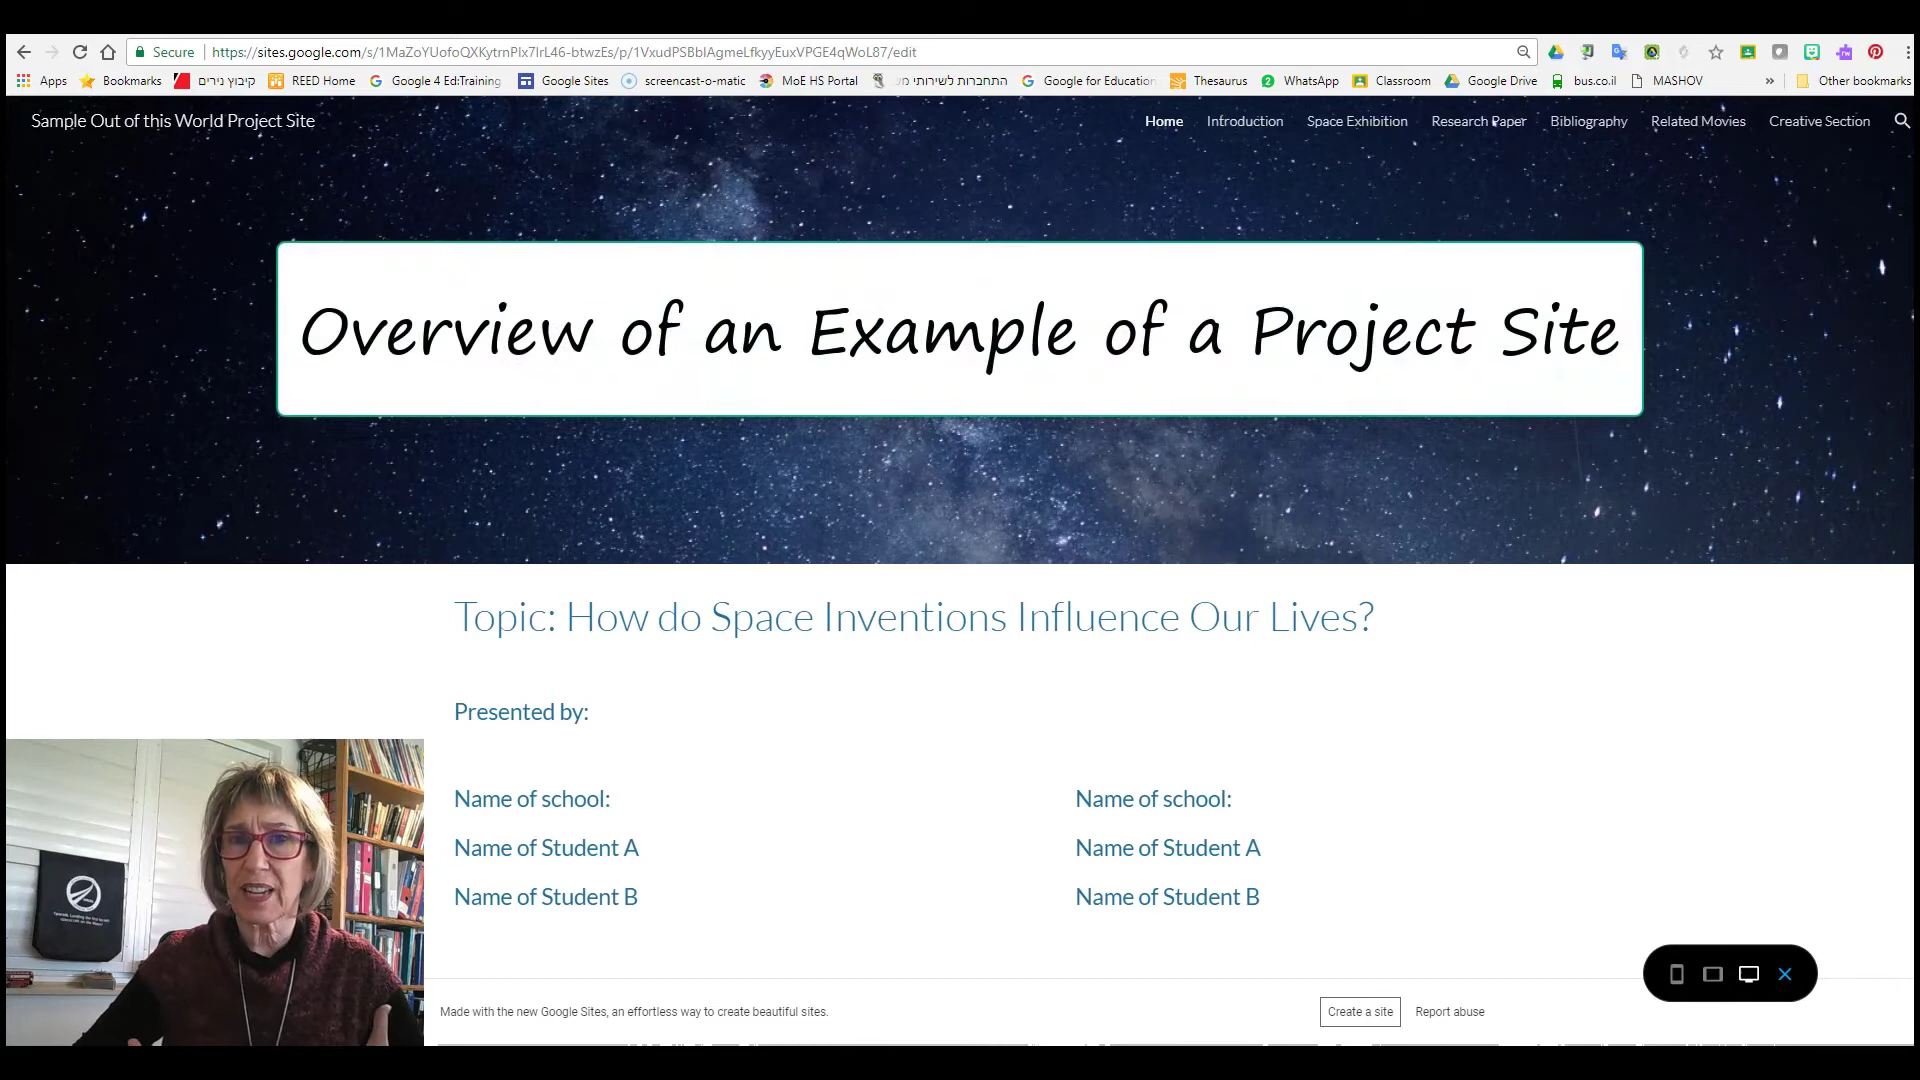 Secure
https://sites.google.com/s/1MaZoYUofoQXKytrnPIx7IrL46-btwzEs/p/1VxudPSBbIAgmeLfkyyEuxVPGE4qWoL87/edit
Apps
Bookmarks
קיבוץ נירים
REED Home
Google 4 Ed:Training
Google Sites
screencast-o-matic
MoE HS Portal
התחברות לשירותי מע
Google for Education
Thesaurus
WhatsApp
Classroom
Google Drive
bus.co.il
MASHOV
Other bookmarks
Sample Out of this World Project Site
Home
Introduction
Space Exhibition
Research Paper
Bibliography
Related Movies
Creative Section
Overview of an Example of a Project Site
Topic: How do Space Inventions Influence Our Lives?
Presented by:
Name of school:
Name of school:
Name of Student A
Name of Student A
Name of Student B
Name of Student B
Made with the new Google Sites, an effortless way to create beautiful sites.
Create a site
Report abuse